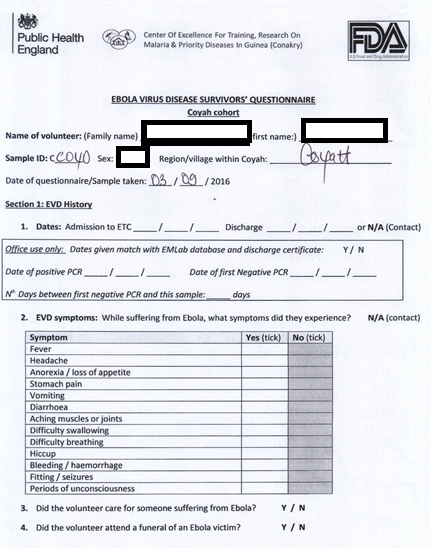 Public Health
England
Center Of Excellence For Training, Research On
Malaria & Priority Diseases In Guinea (Conakry)
FDA
U.S. Food and Drug Administration
EBOLA VIRUS DISEASE SURVIVORS' QUESTIONNAIRE
Coyah cohort
Name of volunteer: (Family name) first name:)
Sample ID: C COYO Sex: Region/village within Coyah:
Date of questionnaire/Sample taken: 03 / 09 / 2016
Section 1: EVD History
1. Dates: Admission to ETC ____ / ____ / ____ Discharge ____ / ____ / ____ or N/A (Contact)
Office use only: Dates given match with EMLab database and discharge certificate: Y / N
Date of positive PCR ____ / ____ / ____ Date of first Negative PCR ____ / ____ / ____
N° Days between first negative PCR and this sample: ____ days
2. EVD symptoms: While suffering from Ebola, what symptoms did they experience? N/A (contact)
Symptom Yes (tick) No (tick)
Fever
Headache
Anorexia / loss of appetite
Stomach pain
Vomiting
Diarrhoea
Aching muscles or joints
Difficulty swallowing
Difficulty breathing
Hiccup
Bleeding / haemorrhage
Fitting / seizures
Periods of unconsciousness
3. Did the volunteer care for someone suffering from Ebola? Y / N
4. Did the volunteer attend a funeral of an Ebola victim? Y / N